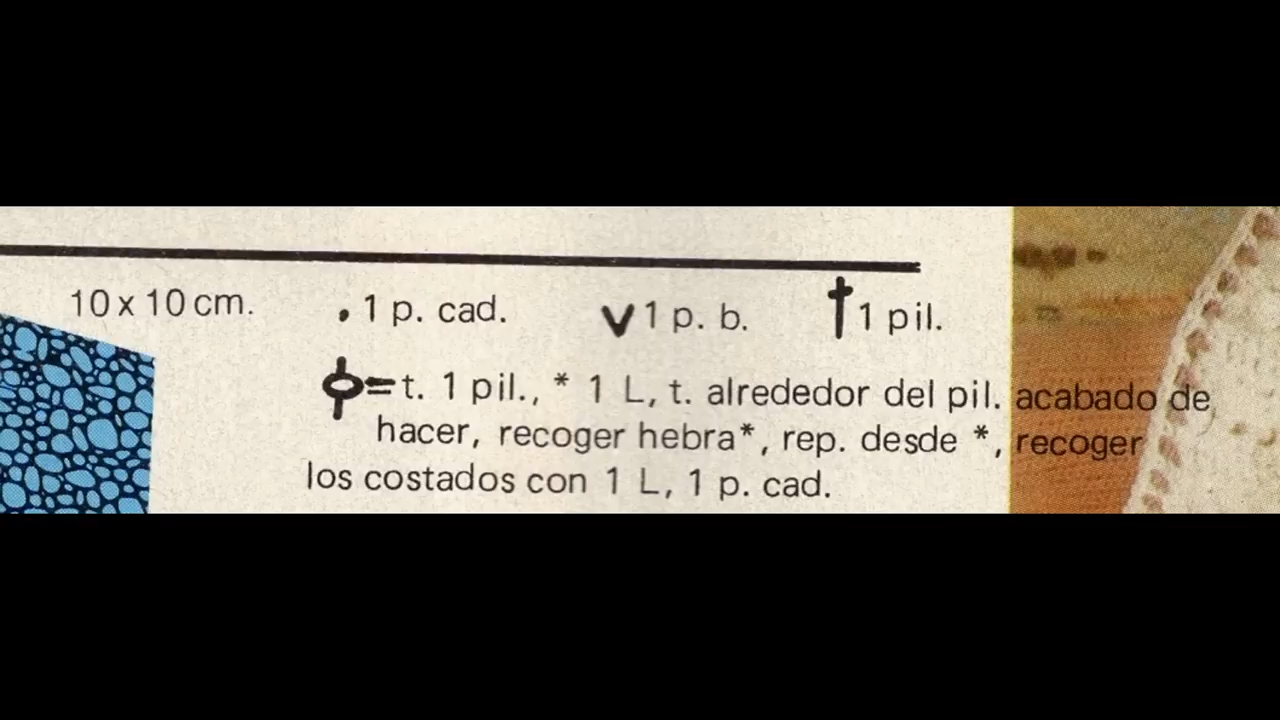 10 x 10 cm. . 1 p. cad. V 1 p. b. † 1 pil.
ϕ = t. 1 pil., * 1 L, t. alrededor del pil. acabado de
hacer, recoger hebra*, rep. desde *, recoger
los costados con 1 L, 1 p. cad.